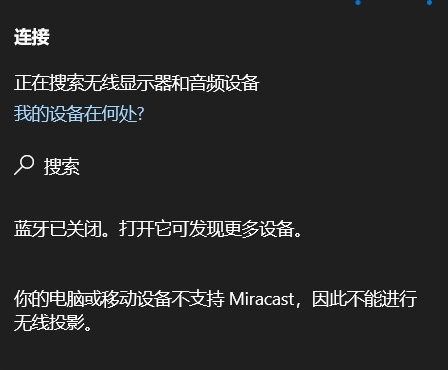 连接
正在搜索无线显示器和音频设备
我的设备在何处?
搜索
蓝牙已关闭。打开它可发现更多设备。
你的电脑或移动设备不支持 Miracast，因此不能进行
无线投影。